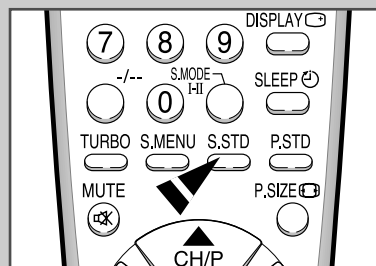 DISPLAY
7 8 9
-/-- S.MODE SLEEP
I-II
0
TURBO S.MENU S.STD P.STD
MUTE P.SIZE
CH/P